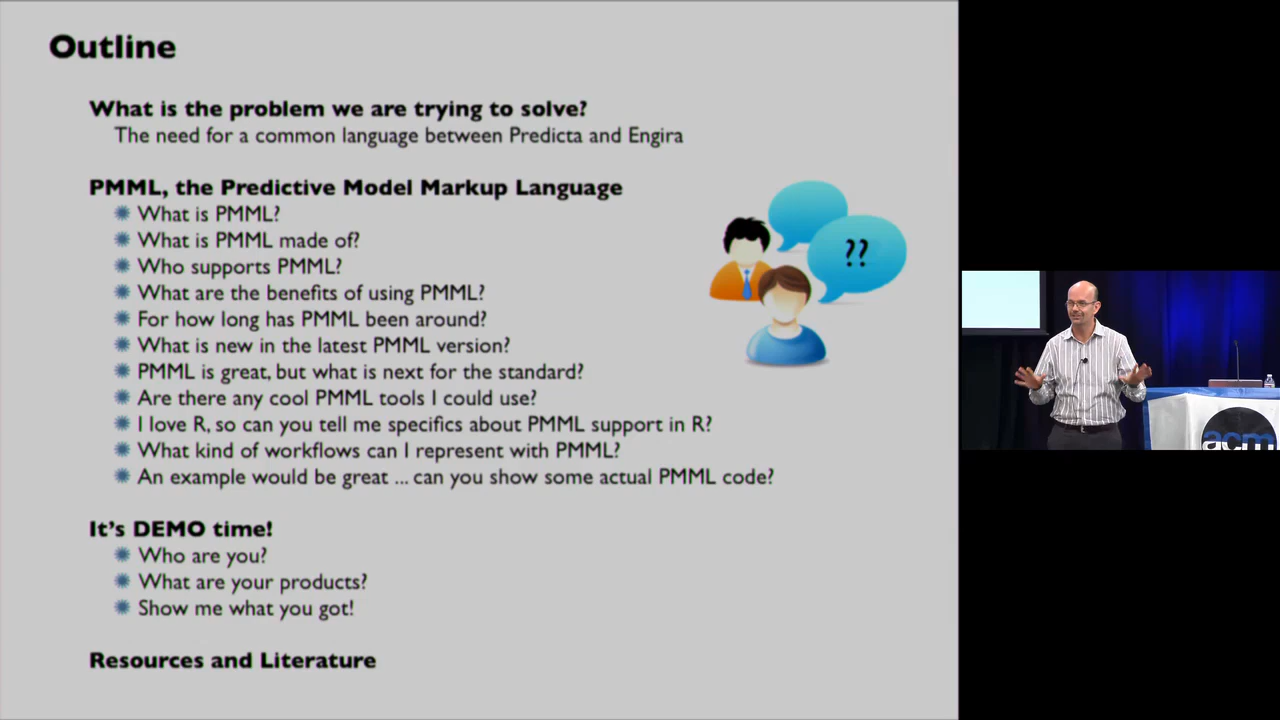 Outline
What is the problem we are trying to solve?
The need for a common language between Predicta and Engira
PMML, the Predictive Model Markup Language
What is PMML?
What is PMML made of?
Who supports PMML?
What are the benefits of using PMML?
For how long has PMML been around?
What is new in the latest PMML version?
PMML is great, but what is next for the standard?
Are there any cool PMML tools I could use?
I love R, so can you tell me specifics about PMML support in R?
What kind of workflows can I represent with PMML?
An example would be great ... can you show some actual PMML code?
??
It's DEMO time!
Who are you?
What are your products?
Show me what you got!
Resources and Literature
acm